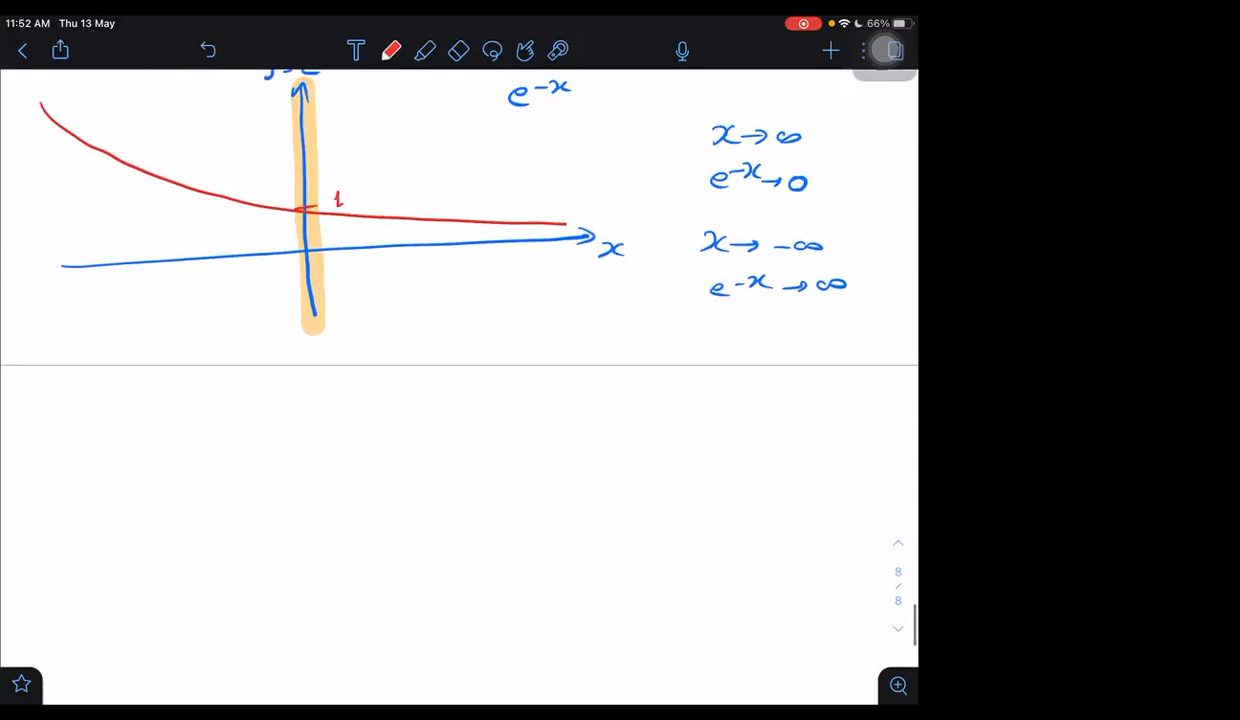 11:52 AM Thu 13 May
66%
T
e^{-x}
x → ∞
e^{-x} → 0
1
x → -∞
x
e^{-x} → ∞
8
/
8